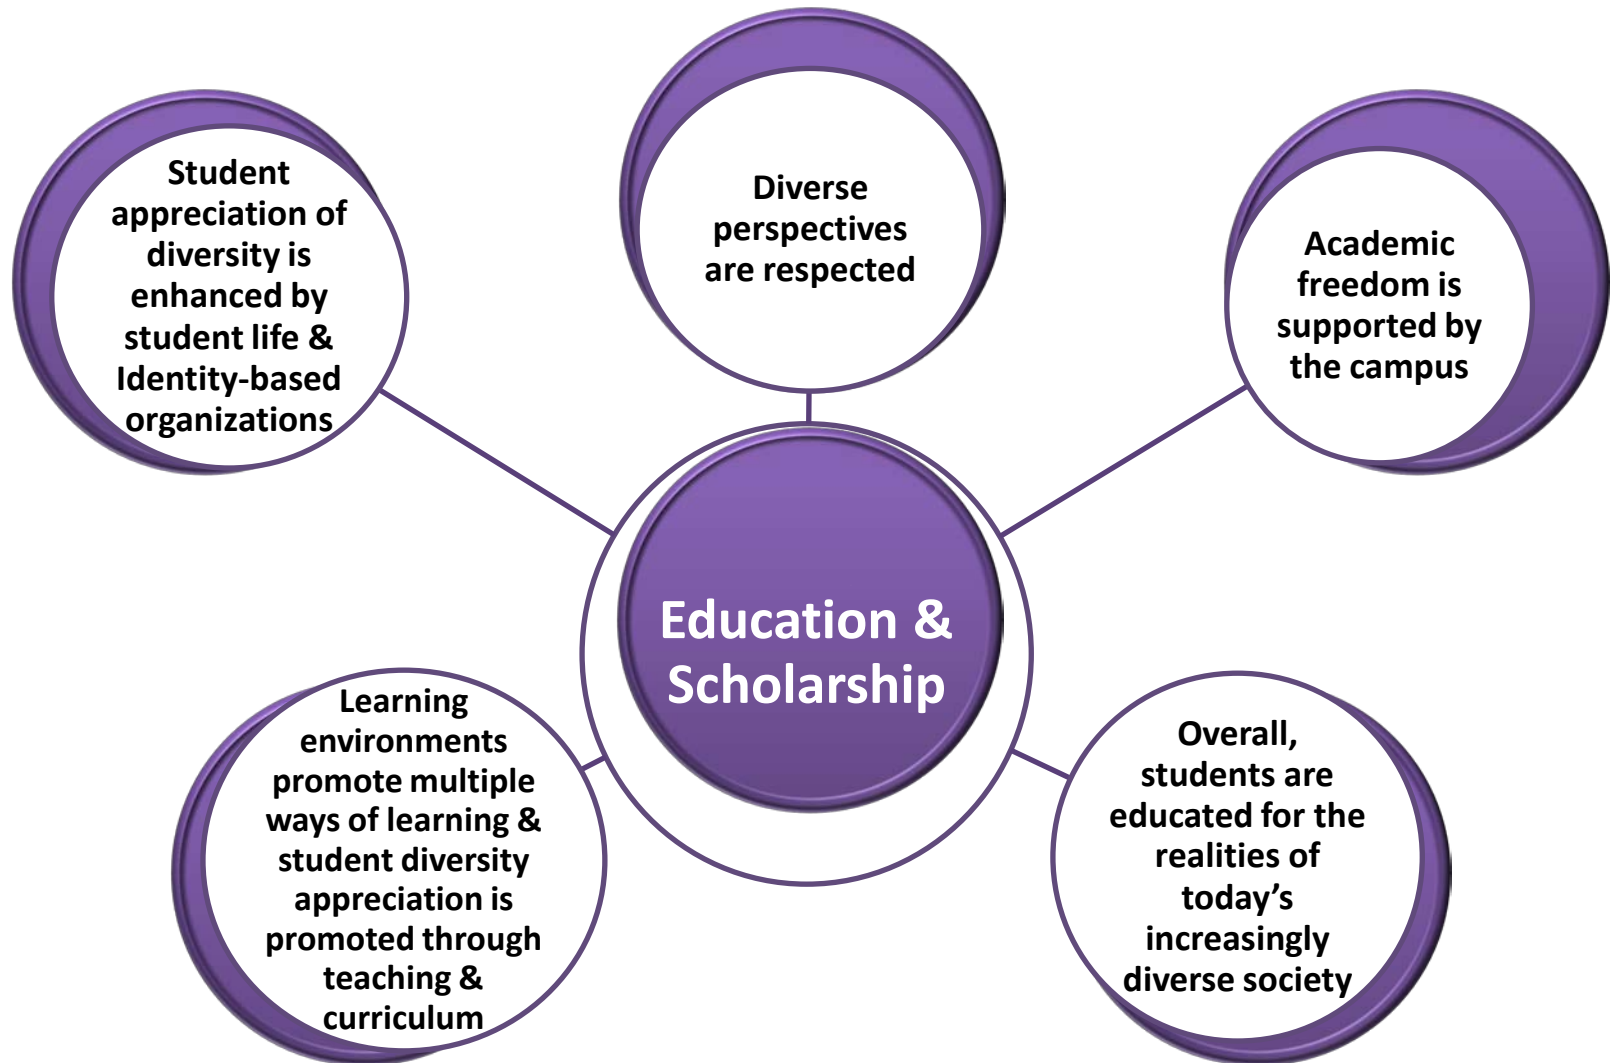 Student
appreciation of
diversity is
enhanced by
student life &
Identity-based
organizations
Diverse
perspectives
are respected
Academic
freedom is
supported by
the campus
Education &
Scholarship
Learning
environments
promote multiple
ways of learning &
student diversity
appreciation is
promoted through
teaching &
curriculum
Overall,
students are
educated for the
realities of
today’s
increasingly
diverse society